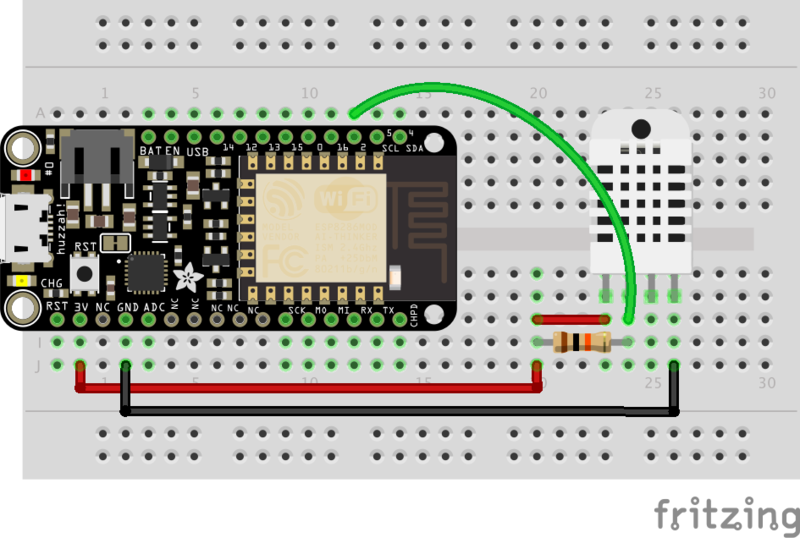 1 5 10 15 20 25 30
A
BAT EN USB 14 12 13 15 0 16 2 5 4
SCL SDA
#0
WiFi
FC
huzzah!
RST
CHG
RST 3V NC GND ADC NC NC NC NC NC SCK MO MI RX TX CHPD
I
J
1 15 20 25 30
fritzing